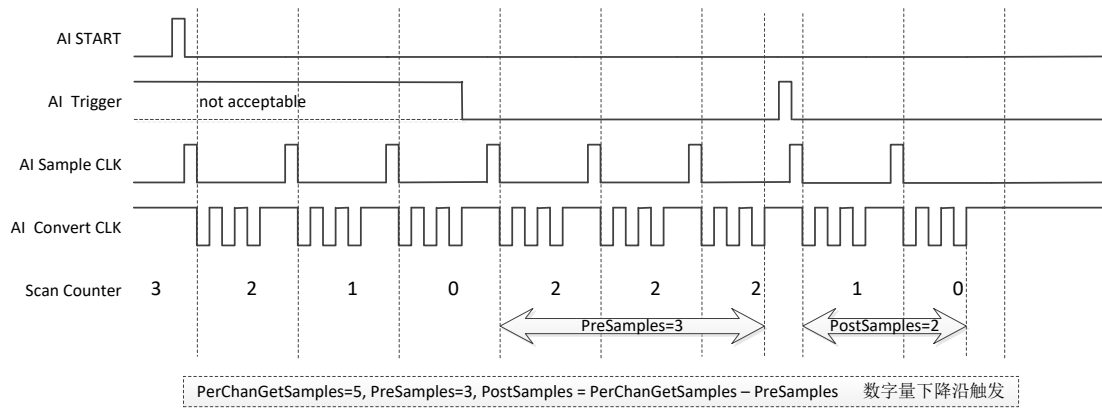 AI START
AI Trigger not acceptable
AI Sample CLK
AI Convert CLK
Scan Counter 3 2 1 0 2 2 2 1 0
PreSamples=3 PostSamples=2
PerChanGetSamples=5, PreSamples=3, PostSamples = PerChanGetSamples – PreSamples 数字量下降沿触发